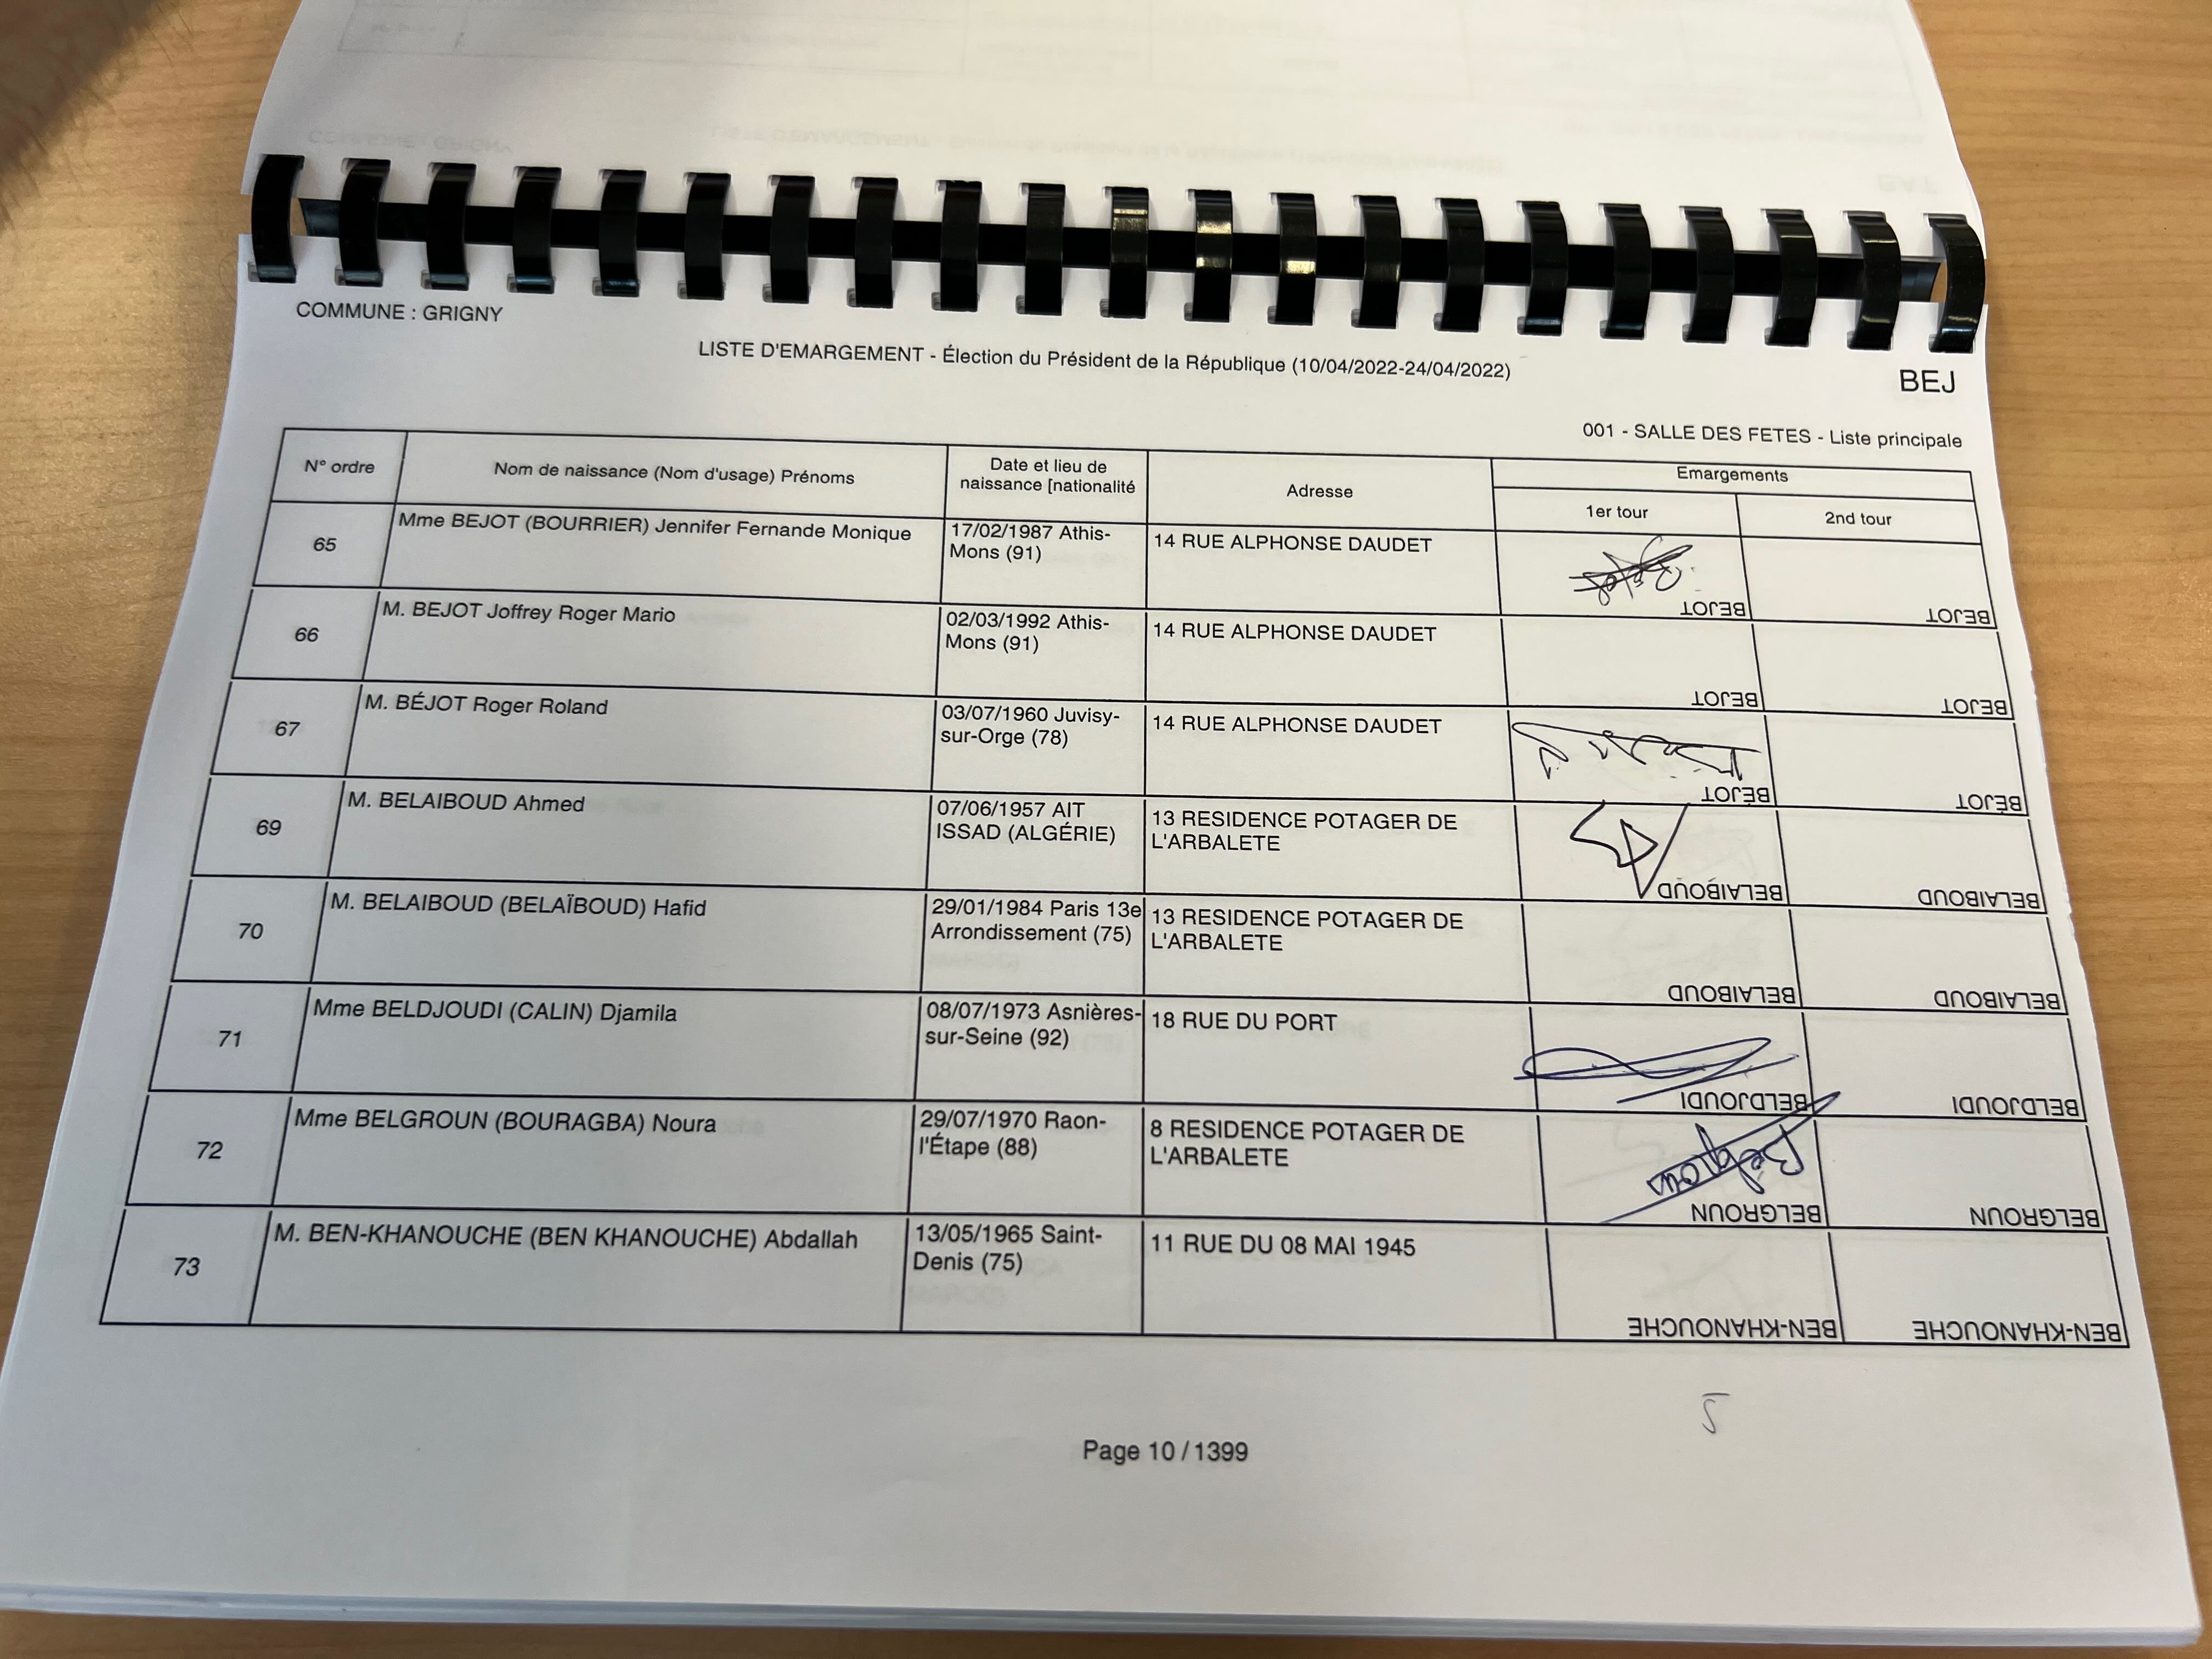 COMMUNE : GRIGNY
LISTE D'EMARGEMENT - Élection du Président de la République (10/04/2022-24/04/2022)
BEJ
001 - SALLE DES FETES - Liste principale
N° ordre
Nom de naissance (Nom d'usage) Prénoms
Date et lieu de
naissance [nationalité
Adresse
Emargements
1er tour
2nd tour
65
Mme BEJOT (BOURRIER) Jennifer Fernande Monique
17/02/1987 Athis-
Mons (91)
14 RUE ALPHONSE DAUDET
BEJOT
BEJOT
66
M. BEJOT Joffrey Roger Mario
02/03/1992 Athis-
Mons (91)
14 RUE ALPHONSE DAUDET
BEJOT
BEJOT
67
M. BÉJOT Roger Roland
03/07/1960 Juvisy-
sur-Orge (78)
14 RUE ALPHONSE DAUDET
BÉJOT
BÉJOT
69
M. BELAIBOUD Ahmed
07/06/1957 AIT
ISSAD (ALGÉRIE)
13 RESIDENCE POTAGER DE
L'ARBALETE
BELAIBOUD
BELAIBOUD
70
M. BELAIBOUD (BELAÏBOUD) Hafid
29/01/1984 Paris 13e
Arrondissement (75)
13 RESIDENCE POTAGER DE
L'ARBALETE
BELAIBOUD
BELAIBOUD
71
Mme BELDJOUDI (CALIN) Djamila
08/07/1973 Asnières-
sur-Seine (92)
18 RUE DU PORT
BELDJOUDI
BELDJOUDI
72
Mme BELGROUN (BOURAGBA) Noura
29/07/1970 Raon-
l'Étape (88)
8 RESIDENCE POTAGER DE
L'ARBALETE
BELGROUN
BELGROUN
73
M. BEN-KHANOUCHE (BEN KHANOUCHE) Abdallah
13/05/1965 Saint-
Denis (75)
11 RUE DU 08 MAI 1945
BEN-KHANOUCHE
BEN-KHANOUCHE
5
Page 10 / 1399